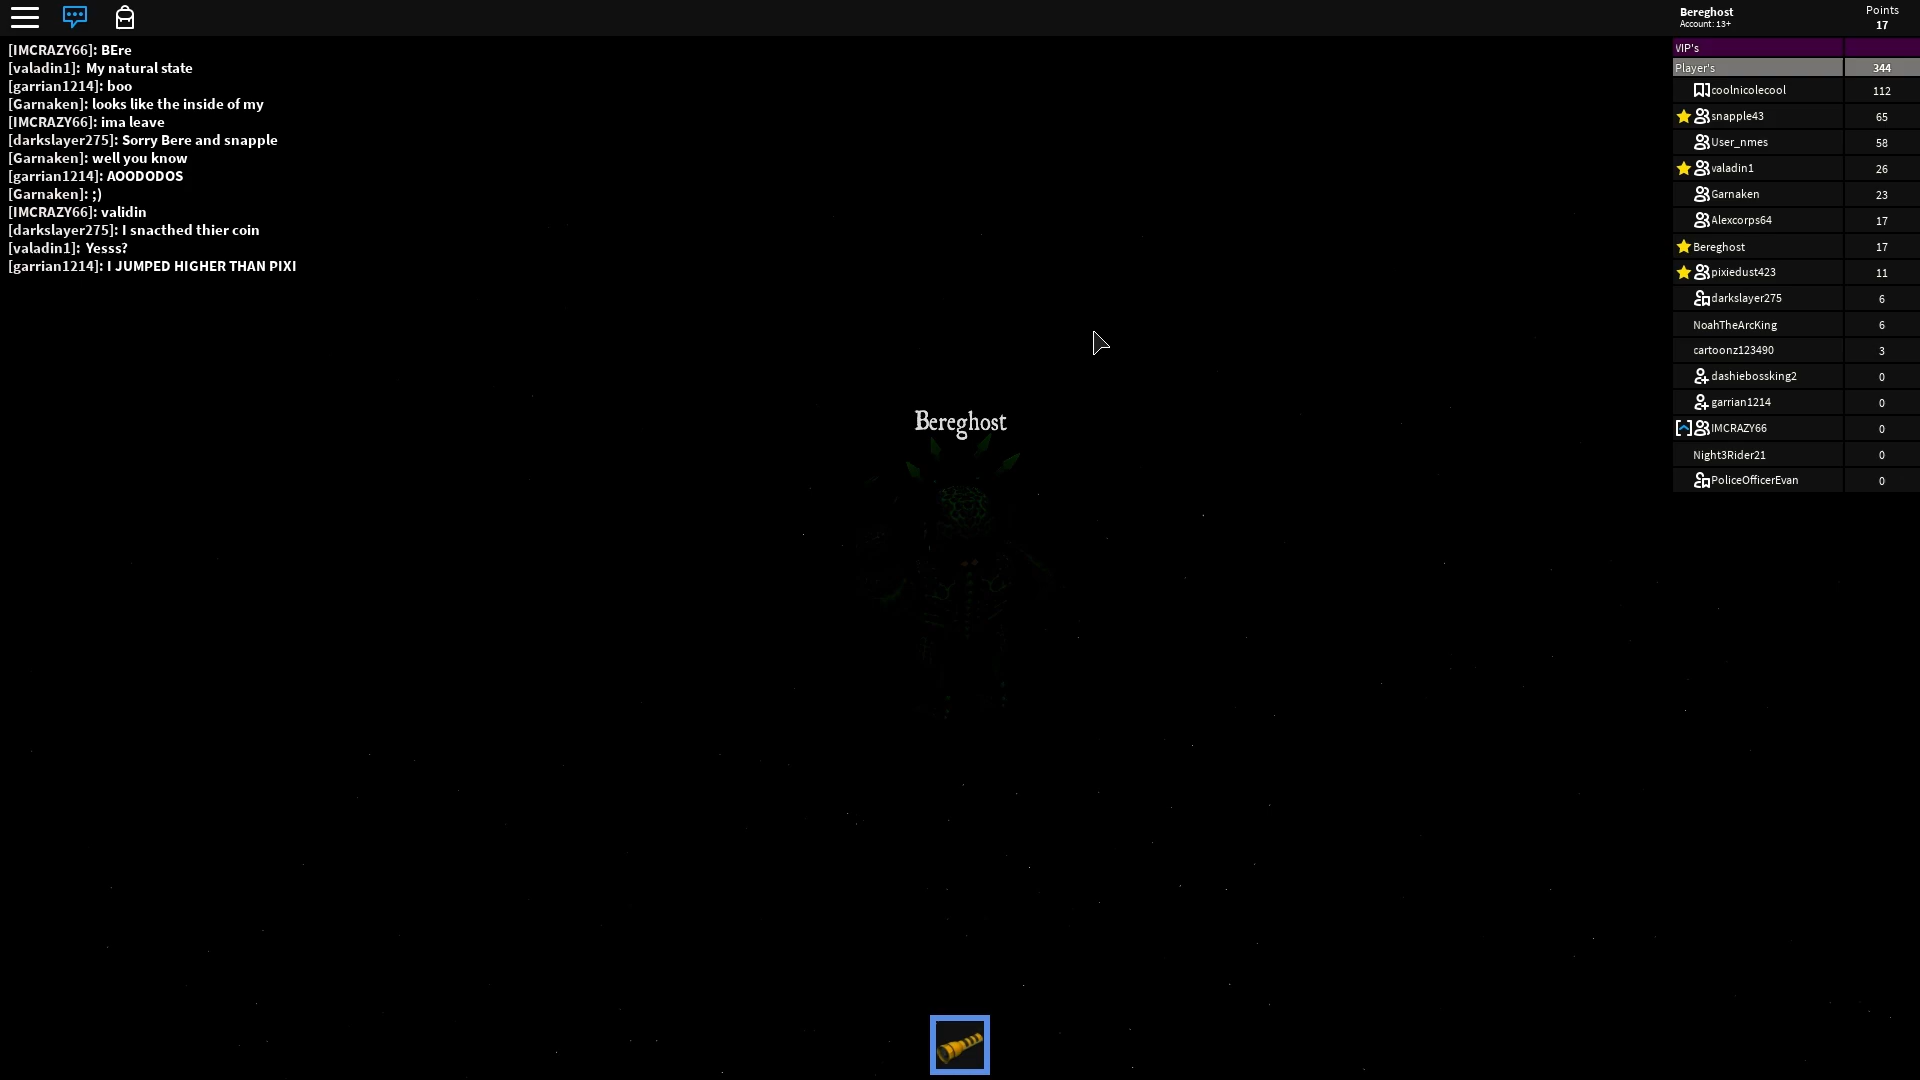 Bereghost
Account: 13+
Points
17
[IMCRAZY66]: BEre
[valadin1]: My natural state
[garrian1214]: boo
[Garnaken]: looks like the inside of my
[IMCRAZY66]: ima leave
[darkslayer275]: Sorry Bere and snapple
[Garnaken]: well you know
[garrian1214]: AOODODOS
[Garnaken]: ;)
[IMCRAZY66]: validin
[darkslayer275]: I snacthed thier coin
[valadin1]: Yesss?
[garrian1214]: I JUMPED HIGHER THAN PIXI
VIP's
Player's 344
coolnicolecool 112
snapple43 65
User_nmes 58
valadin1 26
Garnaken 23
Alexcorps64 17
Bereghost 17
pixiedust423 11
darkslayer275 6
NoahTheArcKing 6
cartoonz123490 3
dashiebossking2 0
garrian1214 0
IMCRAZY66 0
Night3Rider21 0
PoliceOfficerEvan 0
Bereghost